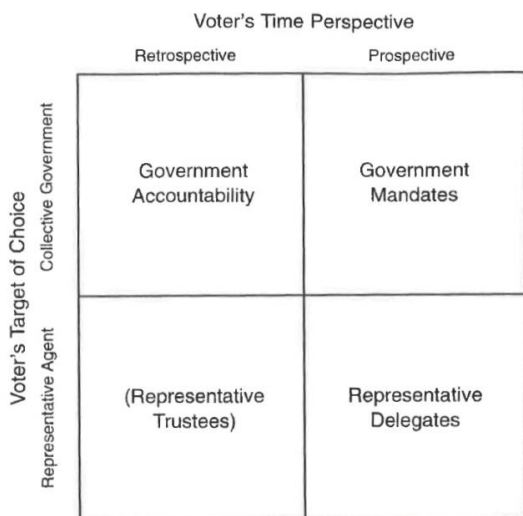 Voter's Time Perspective
Retrospective Prospective
Voter's Target of Choice
Collective Government
Government
Accountability
Government
Mandates
Representative Agent
(Representative
Trustees)
Representative
Delegates